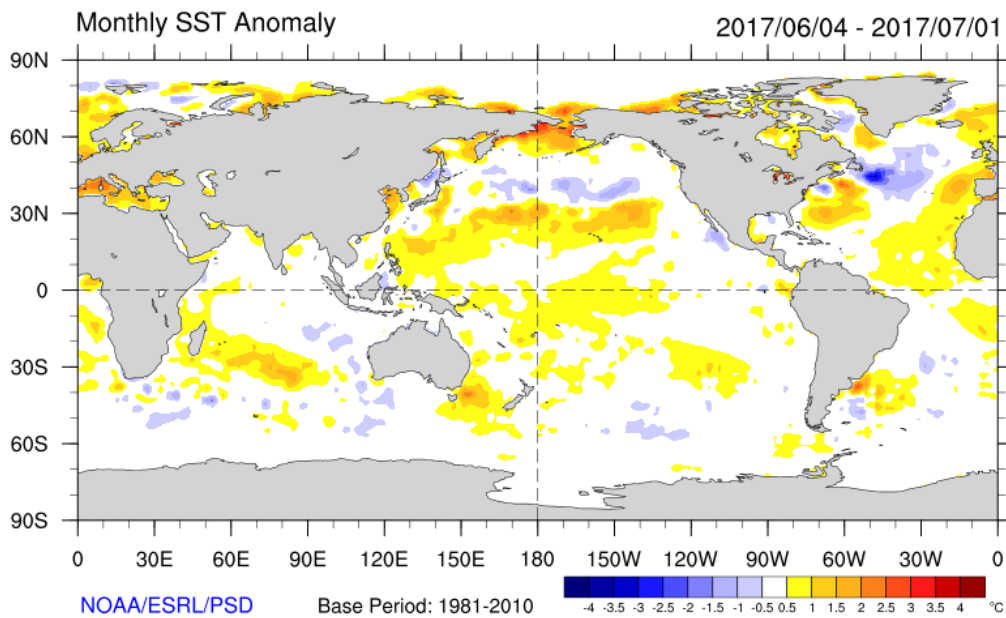 Monthly SST Anomaly 2017/06/04 - 2017/07/01
90N
60N
30N
0
30S
60S
90S
0 30E 60E 90E 120E 150E 180 150W 120W 90W 60W 30W 0
NOAA/ESRL/PSD Base Period: 1981-2010
-4 -3.5 -3 -2.5 -2 -1.5 -1 -0.5 0.5 1 1.5 2 2.5 3 3.5 4 °C